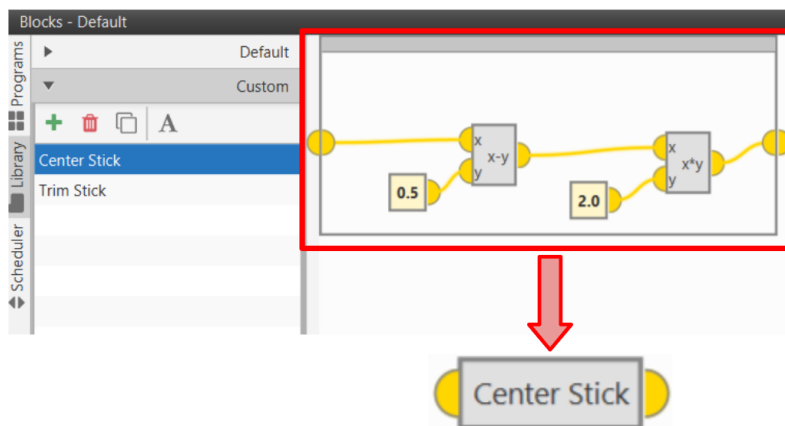 Blocks - Default
Programs
Library
Scheduler
Default
Custom
A
Center Stick
Trim Stick
x
y
x-y
0.5
x
y
x*y
2.0
Center Stick